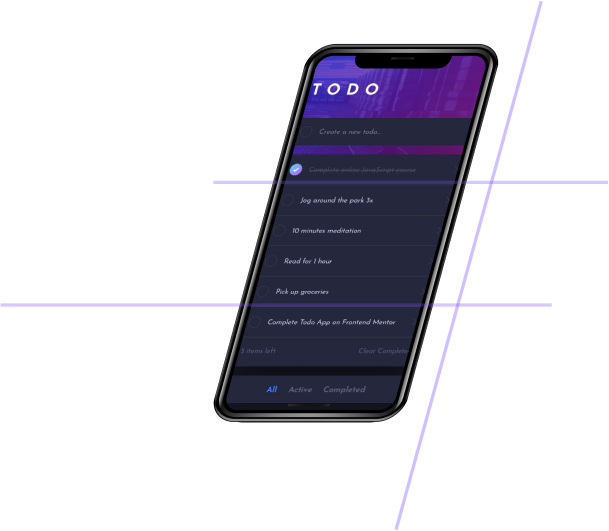 TODO
Create a new todo..
Complete online JavaScript course
Jog around the park 3x
10 minutes meditation
Read for 1 hour
Pick up groceries
Complete Todo App on Frontend Mentor
5 items left
Clear Completed
All Active Completed